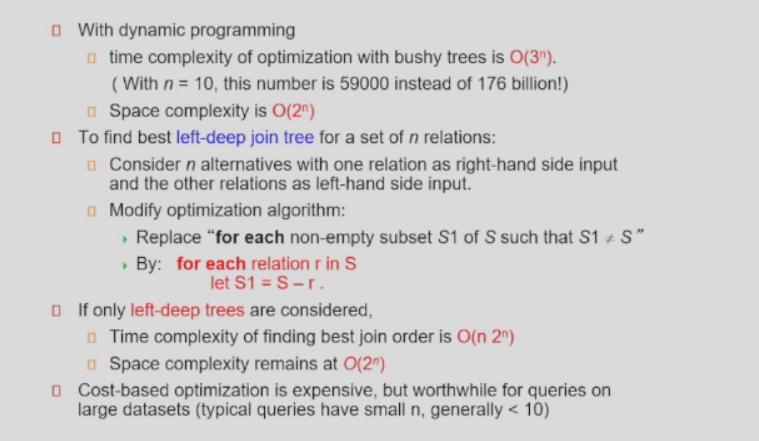 With dynamic programming
time complexity of optimization with bushy trees is O(3ⁿ).
( With n = 10, this number is 59000 instead of 176 billion!)
Space complexity is O(2ⁿ)
To find best left-deep join tree for a set of n relations:
Consider n alternatives with one relation as right-hand side input
and the other relations as left-hand side input.
Modify optimization algorithm:
Replace “for each non-empty subset S1 of S such that S1 ≠ S”
By: for each relation r in S
let S1 = S – r .
If only left-deep trees are considered,
Time complexity of finding best join order is O(n 2ⁿ)
Space complexity remains at O(2ⁿ)
Cost-based optimization is expensive, but worthwhile for queries on
large datasets (typical queries have small n, generally < 10)